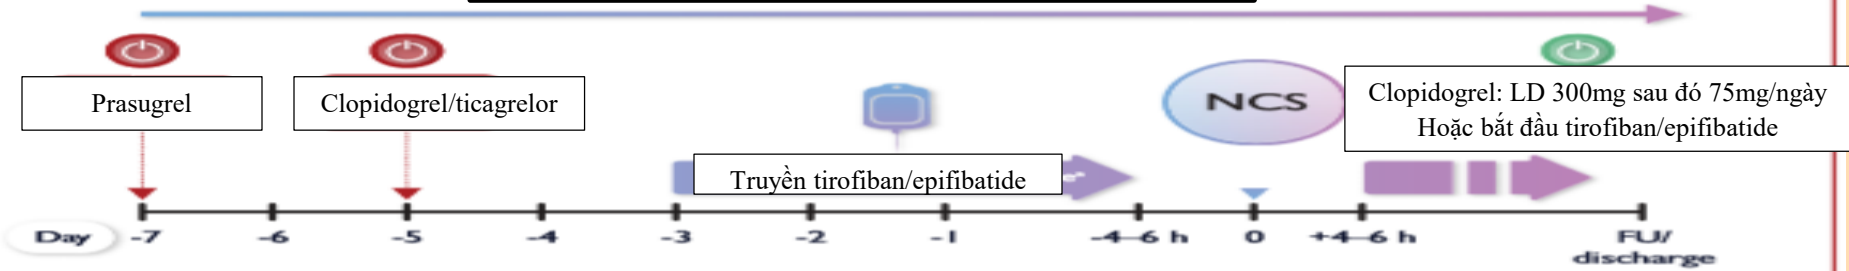 Prasugrel
Clopidogrel/ticagrelor
NCS
Clopidogrel: LD 300mg sau đó 75mg/ngày
Hoặc bắt đầu tirofiban/epifibatide
Truyền tirofiban/epifibatide
Day -7 -6 -5 -4 -3 -2 -1 -4–6 h 0 +4–6 h FU/
discharge